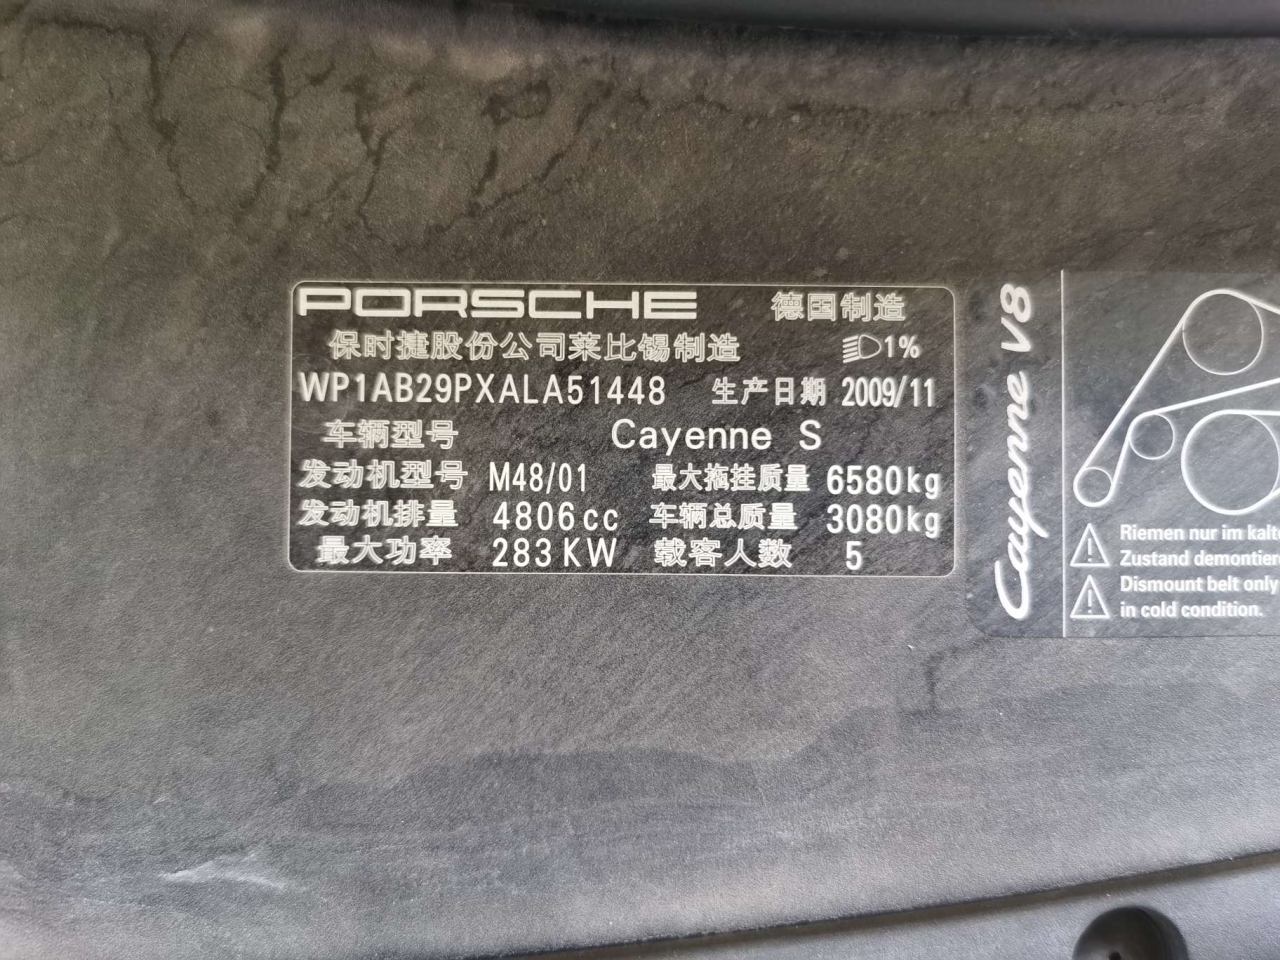 PORSCHE 德国制造
保时捷股份公司莱比锡制造 1%
WP1AB29PXALA51448 生产日期 2009/11
车辆型号 Cayenne S
发动机型号 M48/01 最大拖挂质量 6580kg
发动机排量 4806cc 车辆总质量 3080kg
最大功率 283KW 载客人数 5
Cayenne V8
Riemen nur im kalte
Zustand demontier
Dismount belt only
in cold condition.